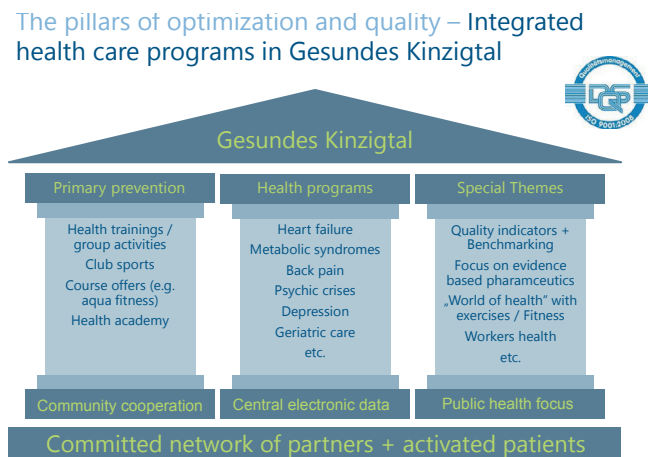 The pillars of optimization and quality – Integrated
health care programs in Gesundes Kinzigtal
Qualitätsmanagement
DQS
ISO 9001:2008
Gesundes Kinzigtal
Primary prevention
Health trainings /
group activities
Club sports
Course offers (e.g.
aqua fitness)
Health academy
Community cooperation
Health programs
Heart failure
Metabolic syndromes
Back pain
Psychic crises
Depression
Geriatric care
etc.
Central electronic data
Special Themes
Quality indicators +
Benchmarking
Focus on evidence
based pharamceutics
„World of health" with
exercises / Fitness
Workers health
etc.
Public health focus
Committed network of partners + activated patients